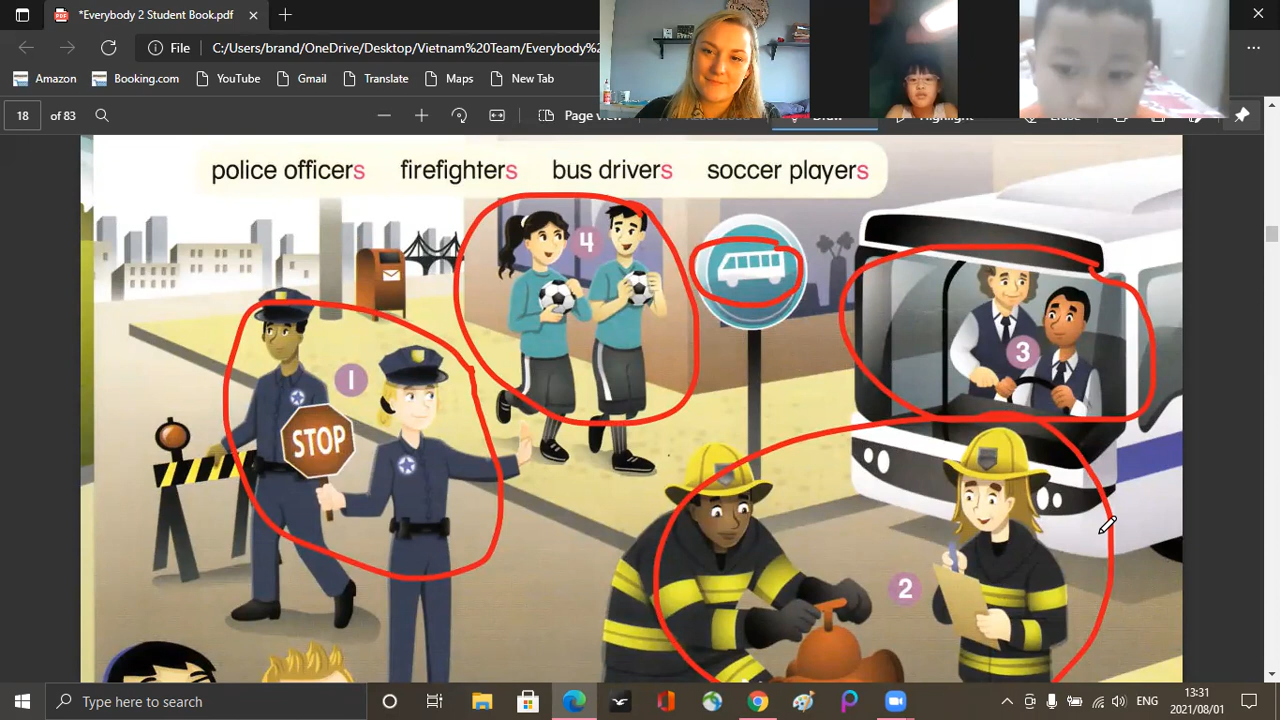 *Everybody 2 Student Book.pdf
File C:/Users/brand/OneDrive/Desktop/Vietnam%20Team/Everybody%2
Amazon Booking.com YouTube Gmail Translate Maps New Tab
18 of 83 Page view
police officers firefighters bus drivers soccer players
4
3
1
STOP
2
Type here to search
ENG
13:31
2021/08/01